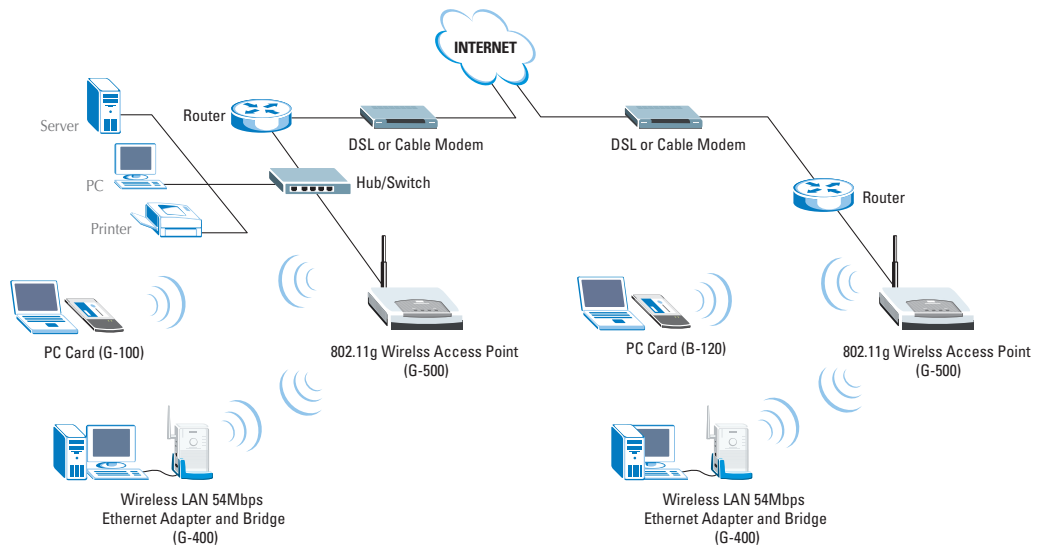 INTERNET
Server
Router
DSL or Cable Modem
DSL or Cable Modem
PC
Hub/Switch
Router
Printer
PC Card (G-100)
802.11g Wirelss Access Point
(G-500)
PC Card (B-120)
802.11g Wirelss Access Point
(G-500)
Wireless LAN 54Mbps
Ethernet Adapter and Bridge
(G-400)
Wireless LAN 54Mbps
Ethernet Adapter and Bridge
(G-400)